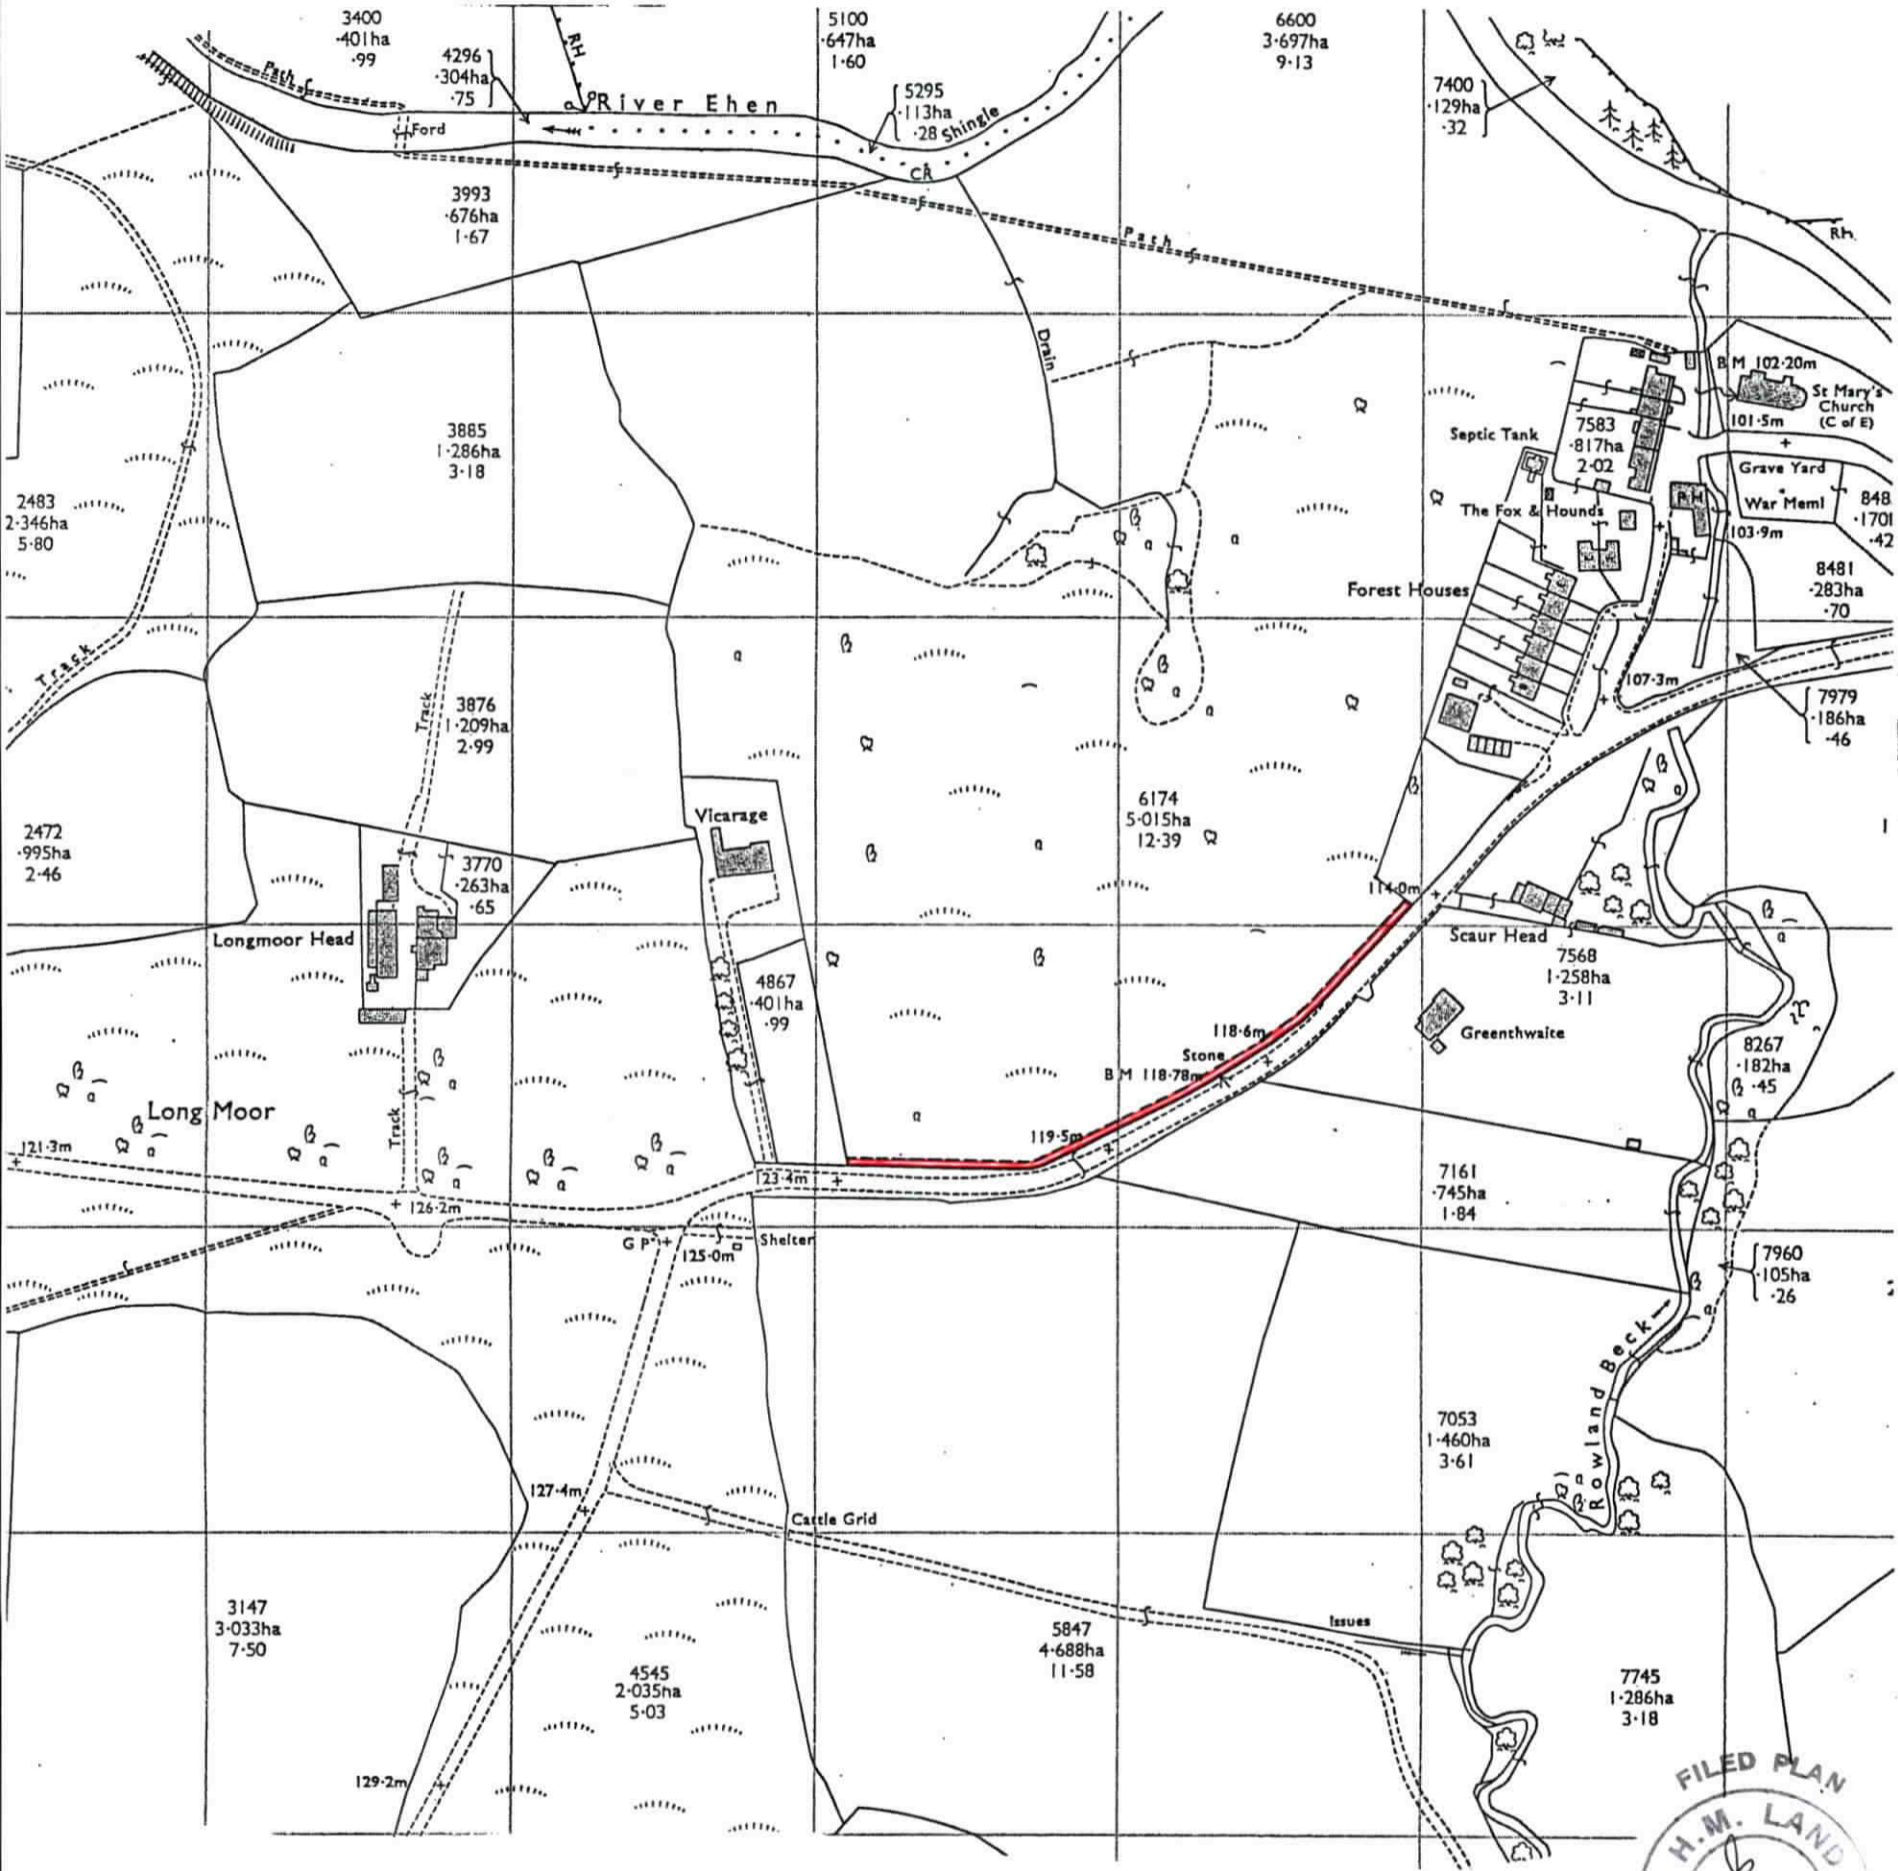 3400
·401ha
·99
RH
5100
·647ha
1·60
6600
3·697ha
9·13
4296
·304ha
·75
Path
River Ehen
5295
·113ha
·28
Shingle
7400
·129ha
·32
Ford
CR
3993
·676ha
1·67
Path
Rh.
Drain
B M 102·20m
St Mary's
Church
(C of E)
101·5m
3885
1·286ha
3·18
Septic Tank
7583
·817ha
2·02
Grave Yard
2483
2·346ha
5·80
The Fox & Hounds
P H
War Meml
848
·1701
·42
103·9m
Forest Houses
8481
·283ha
·70
Track
Track
3876
1·209ha
2·99
107·3m
7979
·186ha
·46
2472
·995ha
2·46
Vicarage
6174
5·015ha
12·39
3770
·263ha
·65
114·0m
Longmoor Head
Scaur Head
7568
1·258ha
3·11
4867
·401ha
·99
Greenthwaite
118·6m
Stone
B M 118·78m
8267
·182ha
·45
Long Moor
Track
119·5m
121·3m
123·4m
126·2m
7161
·745ha
1·84
G P
Shelter
125·0m
7960
·105ha
·26
Rowland Beck
7053
1·460ha
3·61
127·4m
Cattle Grid
3147
3·033ha
7·50
Issues
5847
4·688ha
11·58
4545
2·035ha
5·03
7745
1·286ha
3·18
129·2m
FILED PLAN
H.M. LAND